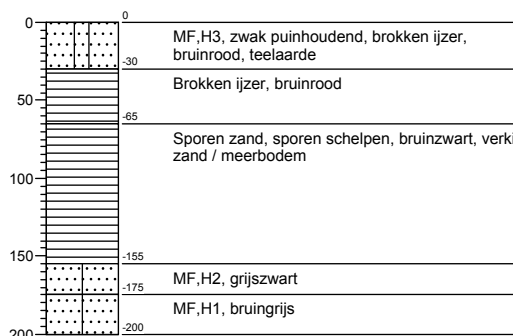 0
0
MF,H3, zwak puinhoudend, brokken ijzer,
bruinrood, teelaarde
-30
Brokken ijzer, bruinrood
50
-65
Sporen zand, sporen schelpen, bruinzwart, verki
zand / meerbodem
100
150
-155
MF,H2, grijszwart
-175
MF,H1, bruingrijs
200
-200